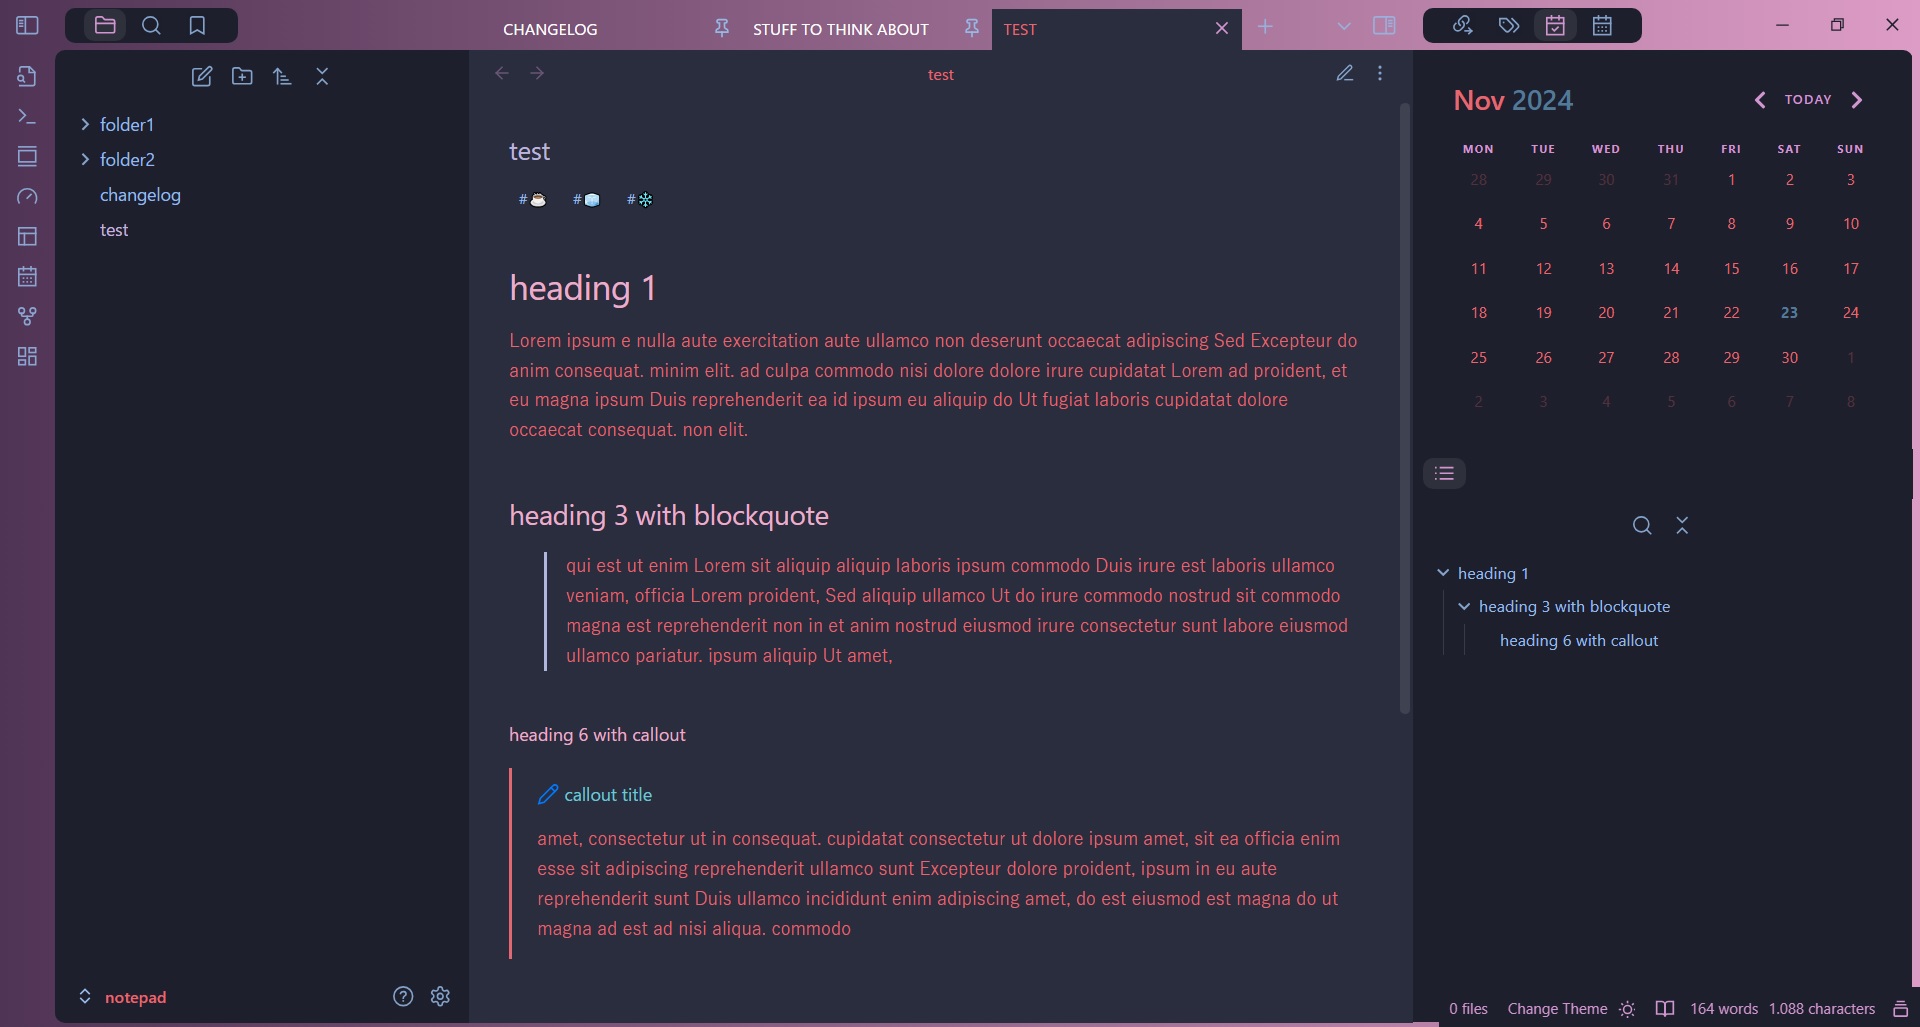 CHANGELOG
STUFF TO THINK ABOUT
TEST
folder1
folder2
changelog
test
notepad
test
test
#☕ #🧊 #❄
heading 1
Lorem ipsum e nulla aute exercitation aute ullamco non deserunt occaecat adipiscing Sed Excepteur do
anim consequat. minim elit. ad culpa commodo nisi dolore dolore irure cupidatat Lorem ad proident, et
eu magna ipsum Duis reprehenderit ea id ipsum eu aliquip do Ut fugiat laboris cupidatat dolore
occaecat consequat. non elit.
heading 3 with blockquote
qui est ut enim Lorem sit aliquip aliquip laboris ipsum commodo Duis irure est laboris ullamco
veniam, officia Lorem proident, Sed aliquip ullamco Ut do irure commodo nostrud sit commodo
magna est reprehenderit non in et anim nostrud eiusmod irure consectetur sunt labore eiusmod
ullamco pariatur. ipsum aliquip Ut amet,
heading 6 with callout
callout title
amet, consectetur ut in consequat. cupidatat consectetur ut dolore ipsum amet, sit ea officia enim
esse sit adipiscing reprehenderit ullamco sunt Excepteur dolore proident, ipsum in eu aute
reprehenderit sunt Duis ullamco incididunt enim adipiscing amet, do est eiusmod est magna do ut
magna ad est ad nisi aliqua. commodo
Nov 2024
TODAY
MON TUE WED THU FRI SAT SUN
28 29 30 31 1 2 3
4 5 6 7 8 9 10
11 12 13 14 15 16 17
18 19 20 21 22 23 24
25 26 27 28 29 30 1
2 3 4 5 6 7 8
heading 1
heading 3 with blockquote
heading 6 with callout
0 files Change Theme 164 words 1.088 characters